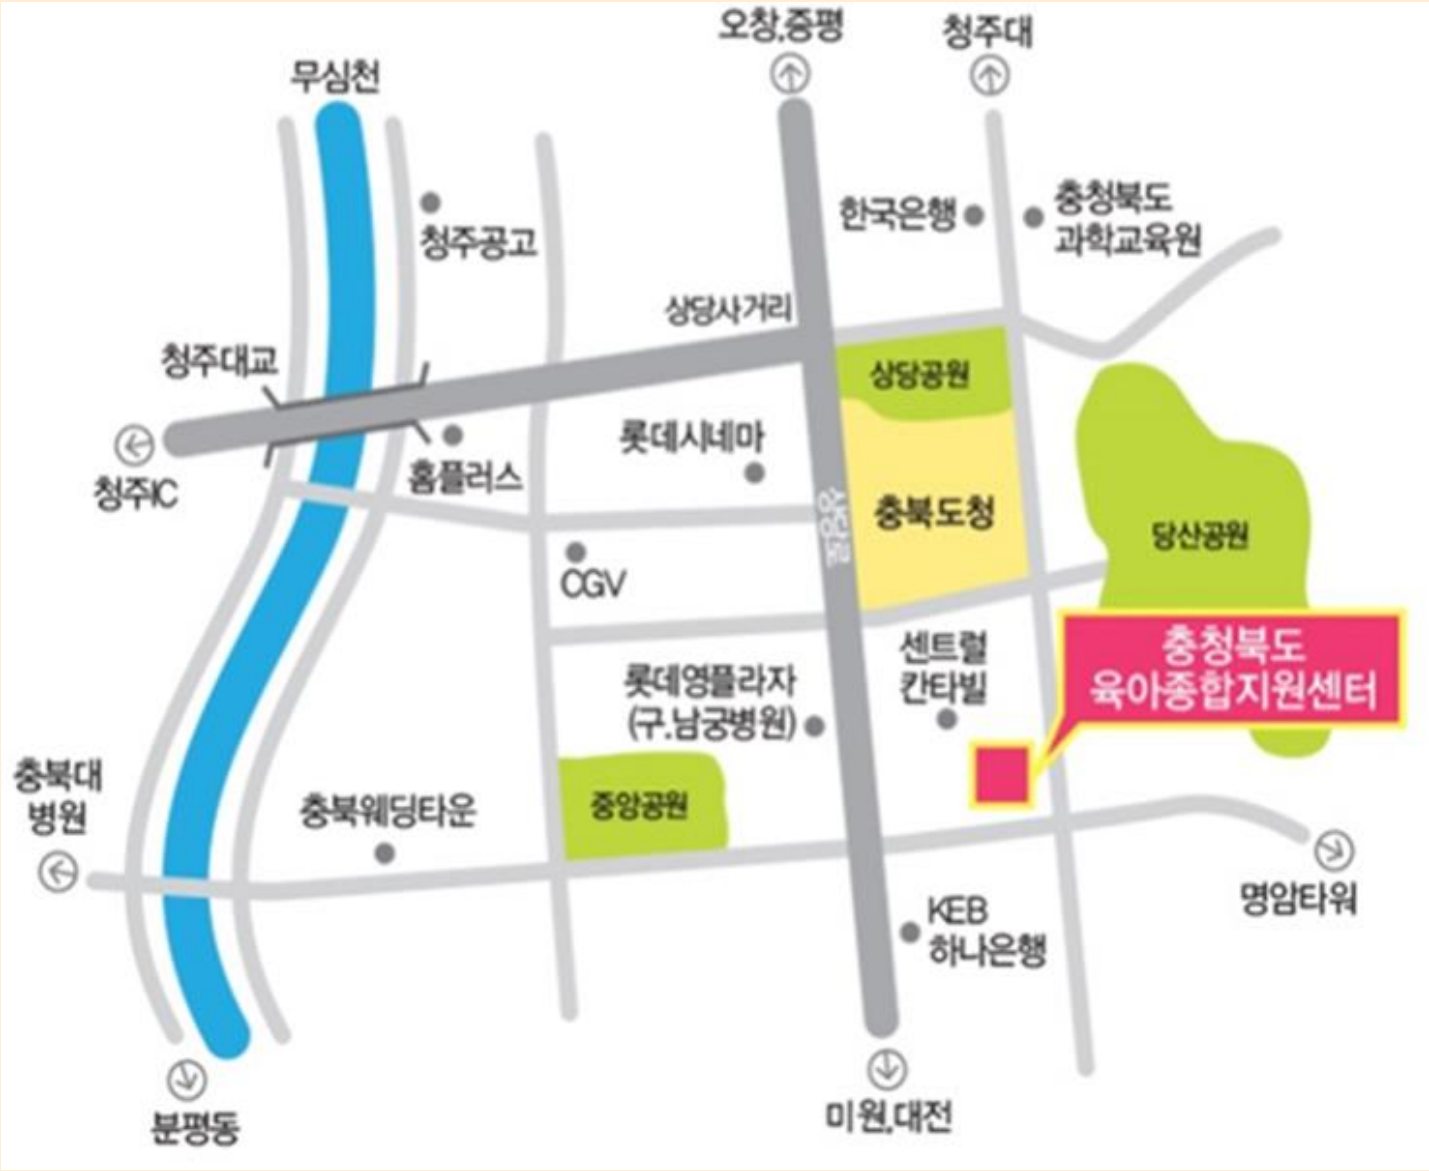 오창,증평
청주대
무심천
한국은행
충청북도
과학교육원
청주공고
상당사거리
청주대교
상당공원
롯데시네마
청주IC
홈플러스
상당로
충북도청
당산공원
CGV
센트럴
칸타빌
충청북도
육아종합지원센터
롯데영플라자
(구.남궁병원)
충북대
병원
충북웨딩타운
중앙공원
명암타워
KEB
하나은행
분평동
미원,대전